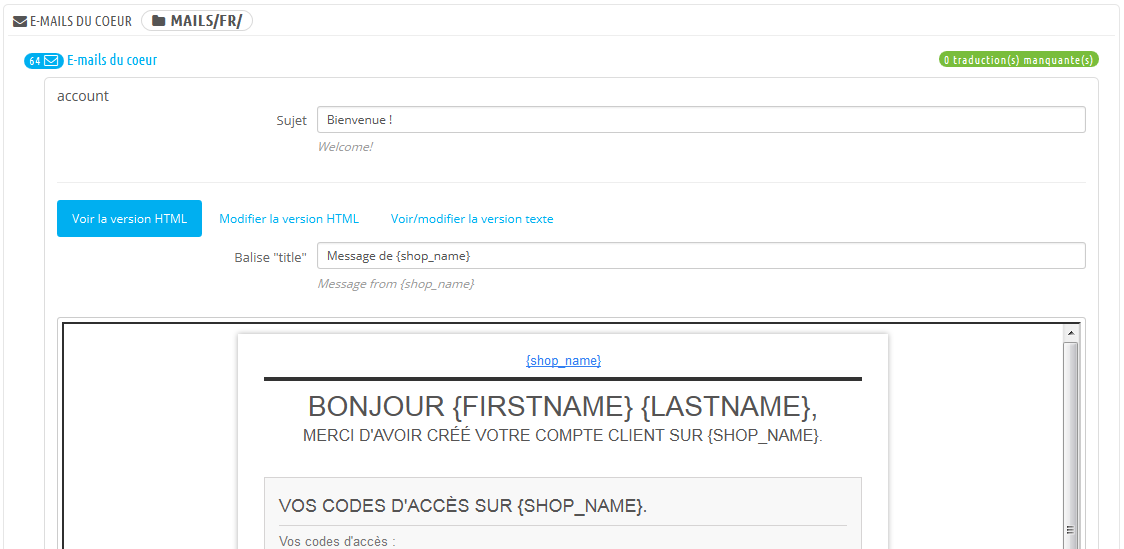 E-MAILS DU COEUR MAILS/FR/
64 E-mails du coeur 0 traduction(s) manquante(s)
account
Sujet Bienvenue !
Welcome!
Voir la version HTML Modifier la version HTML Voir/modifier la version texte
Balise "title" Message de {shop_name}
Message from {shop_name}
{shop_name}
BONJOUR {FIRSTNAME} {LASTNAME},
MERCI D'AVOIR CRÉÉ VOTRE COMPTE CLIENT SUR {SHOP_NAME}.
VOS CODES D'ACCÈS SUR {SHOP_NAME}.
Vos codes d'accès :